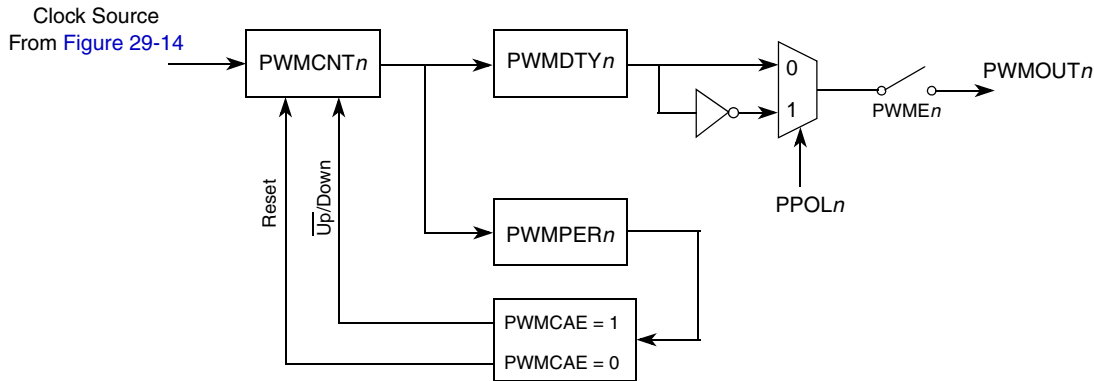 Clock Source
From Figure 29-14
PWMCNTn
PWMDTYn
0
1
PWMEn
PWMOUTn
PPOLn
Reset
Up/Down
PWMPERn
PWMCAE = 1
PWMCAE = 0